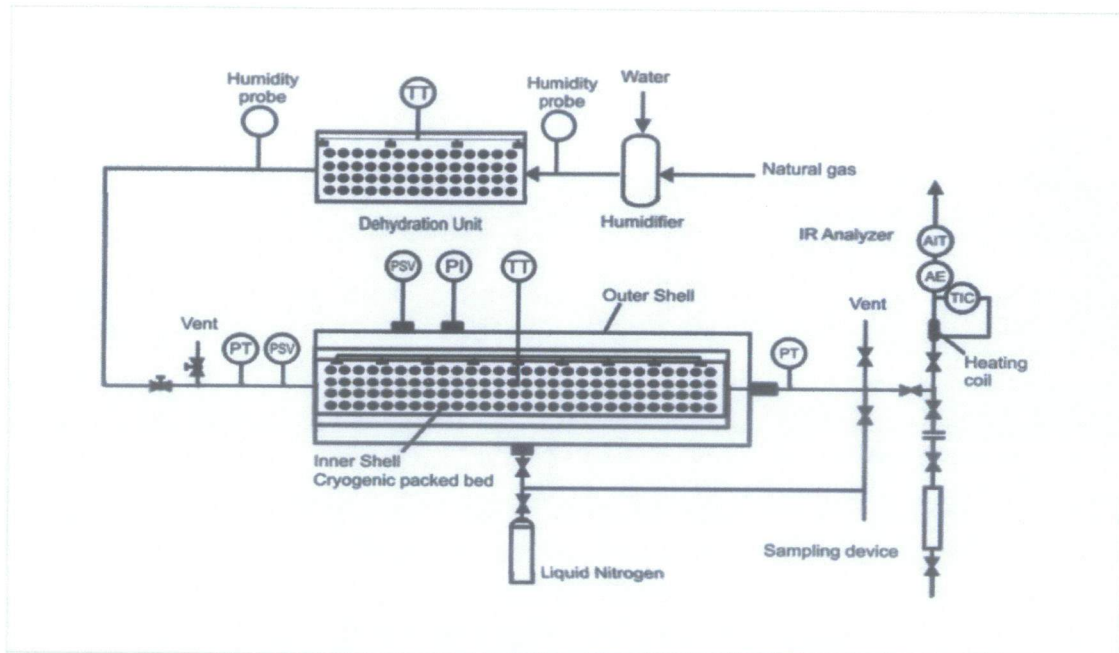 Humidity
probe
TT
Humidity
probe
Water
Natural gas
Dehydration Unit
Humidifier
IR Analyzer
AIT
AE
TIC
PSV
PI
TT
Outer Shell
Vent
Vent
PT
PSV
PT
Heating
coil
Inner Shell
Cryogenic packed bed
Sampling device
Liquid Nitrogen